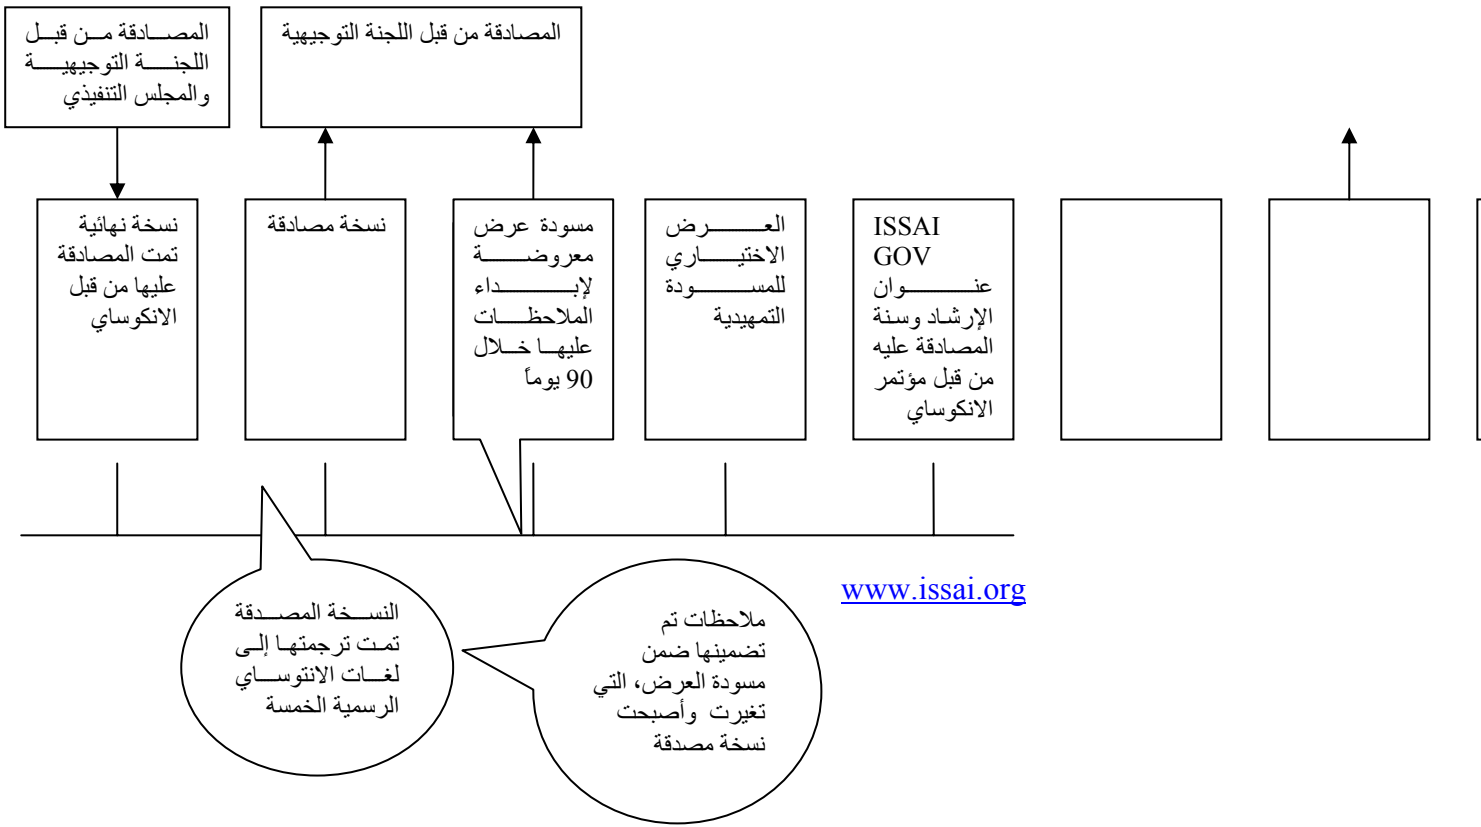 المصادقة من قبل اللجنة التوجيهية
المصادقة من قبل
اللجنة التوجيهية
والمجلس التنفيذي
ISSAI
GOV
عنوان
الإرشاد وسنة
المصادقة عليه
من قبل مؤتمر
الانكوساي
العرض
الاختياري
للمسودة
التمهيدية
مسودة عرض
معروضة
لإبداء
الملاحظات
عليها خلال
90 يوماً
نسخة مصادقة
نسخة نهائية
تمت المصادقة
عليها من قبل
الانكوساي
www.issai.org
ملاحظات تم
تضمينها ضمن
مسودة العرض، التي
تغيرت وأصبحت
نسخة مصدقة
النسخة المصدقة
تمت ترجمتها إلى
لغات الانتوساي
الرسمية الخمسة